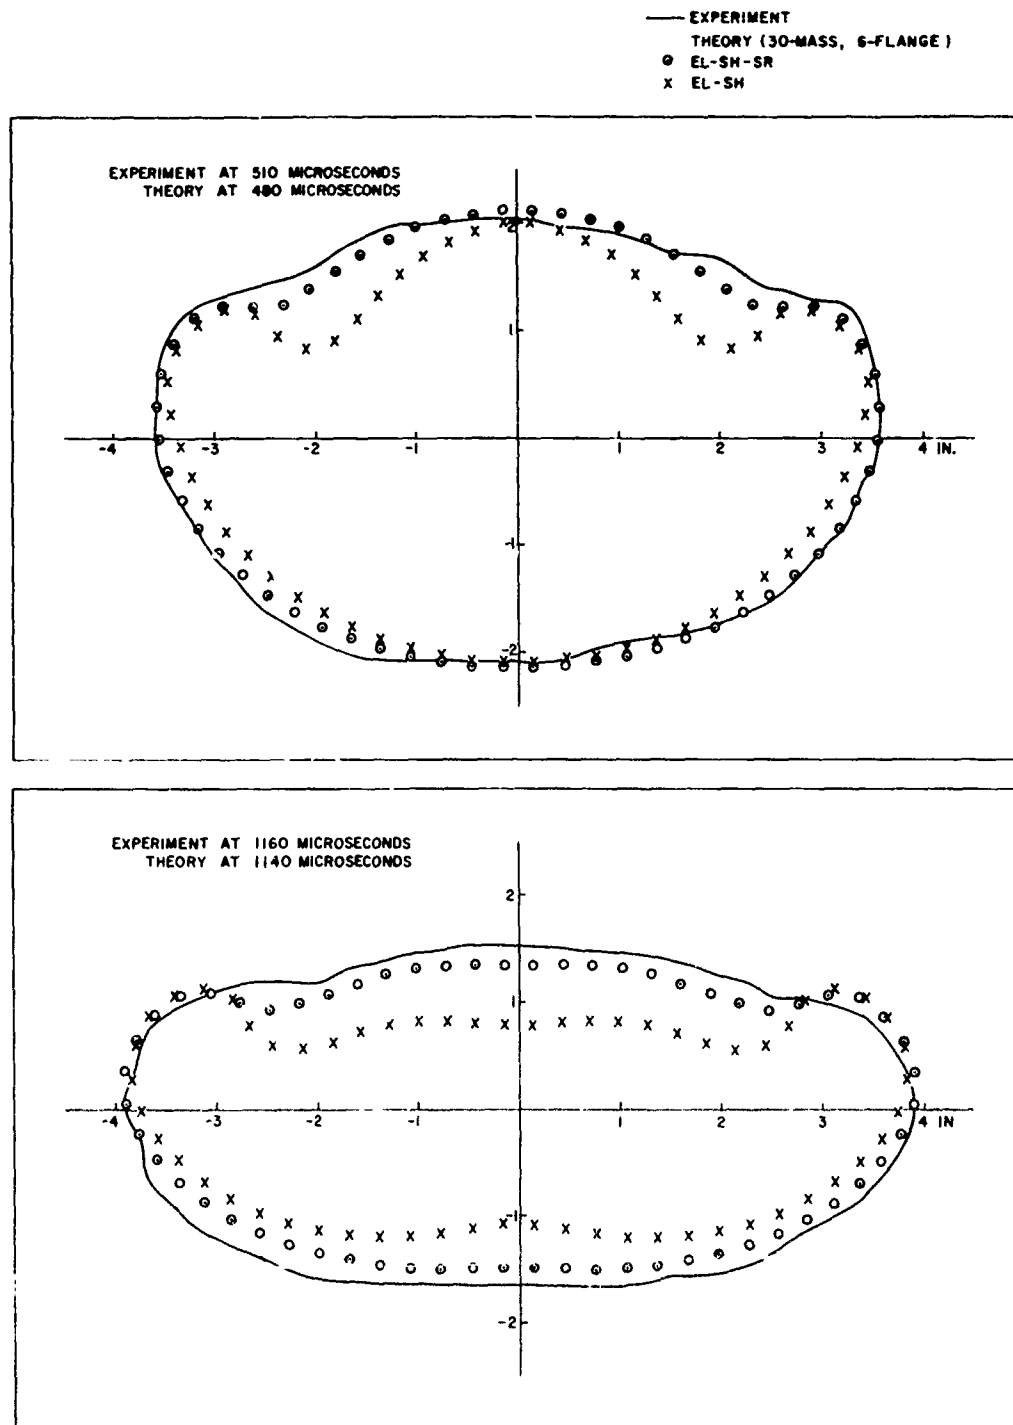 EXPERIMENT
THEORY (30-MASS, 6-FLANGE)
EL-SH-SR
X EL-SH
EXPERIMENT AT 510 MICROSECONDS
THEORY AT 480 MICROSECONDS
2
1
-4 -3 -2 -1 1 2 3 4 IN.
-1
-2
EXPERIMENT AT 1160 MICROSECONDS
THEORY AT 1140 MICROSECONDS
2
1
-4 -3 -2 -1 1 2 3 4 IN
-1
-2